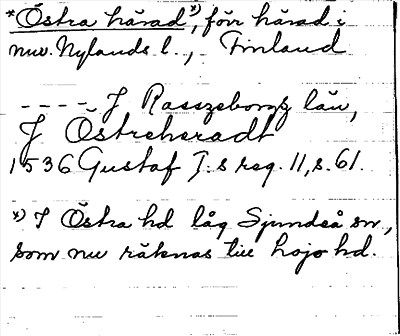 *Östra härad,*) förr härad i
nuv. Nylands l., Finland
---- J Rasszeborgz län,
J Östreheradt
1536 Gustaf I:s reg. 11, s. 61.
*) I Östra hd låg Sjundeå sn,
som nu räknas till Lojo hd.